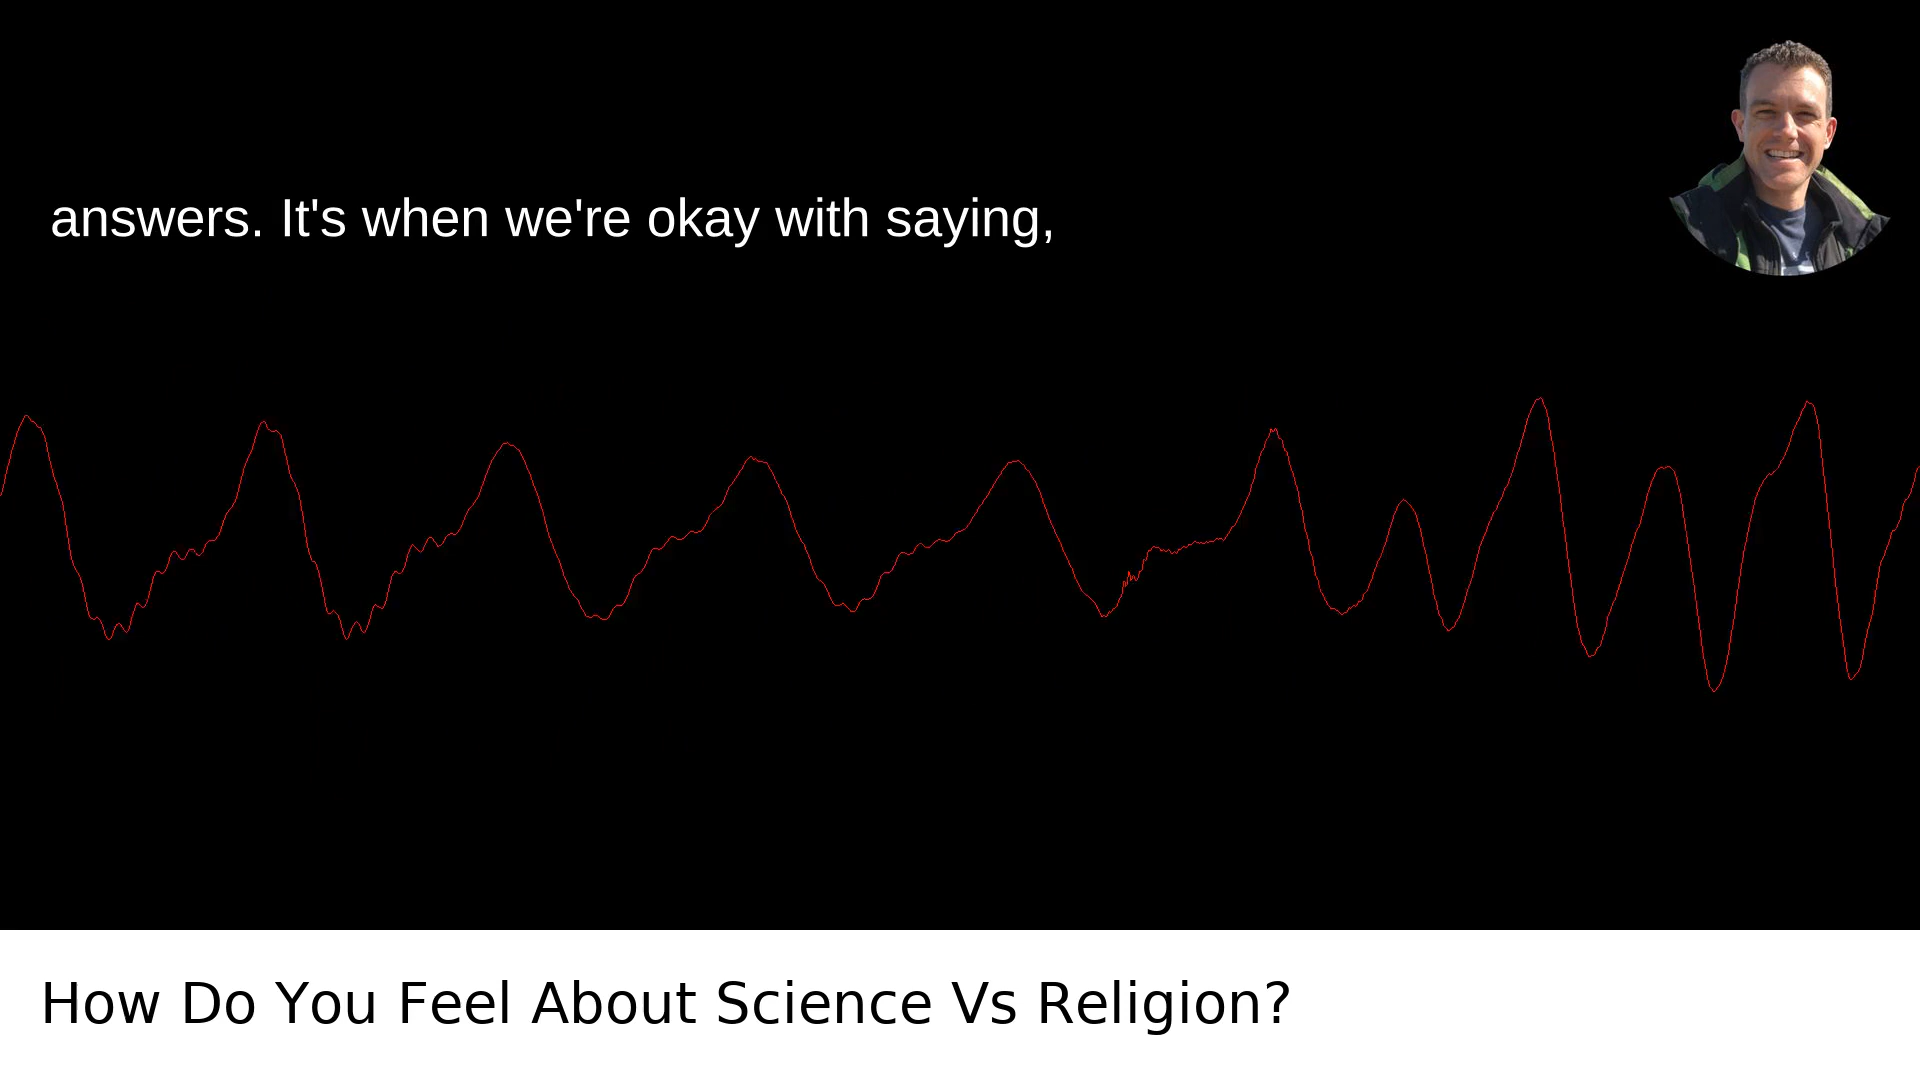 answers. It's when we're okay with saying,
How Do You Feel About Science Vs Religion?